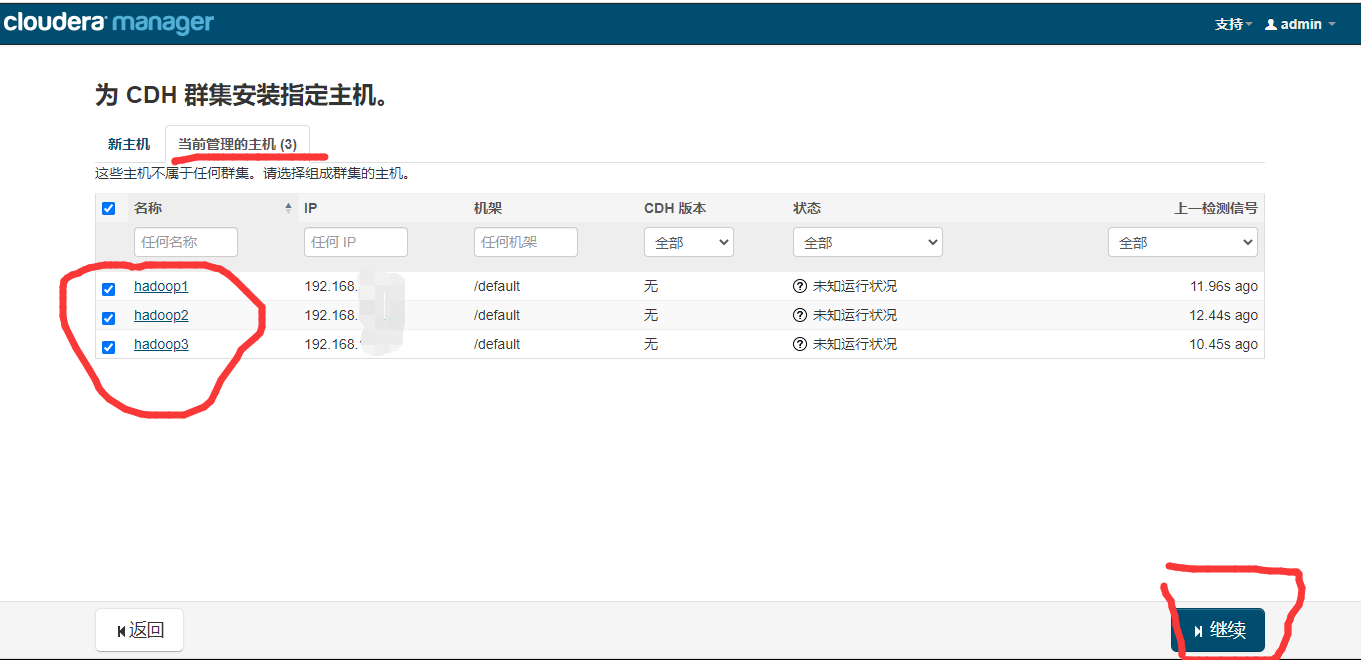 cloudera manager 支持 admin
为 CDH 群集安装指定主机。
新主机 当前管理的主机 (3)
这些主机不属于任何群集。请选择组成群集的主机。
名称 IP 机架 CDH 版本 状态 上一检测信号
任何名称 任何 IP 任何机架 全部 全部 全部
hadoop1 192.168. /default 无 未知运行状况 11.96s ago
hadoop2 192.168. /default 无 未知运行状况 12.44s ago
hadoop3 192.168. /default 无 未知运行状况 10.45s ago
返回 继续